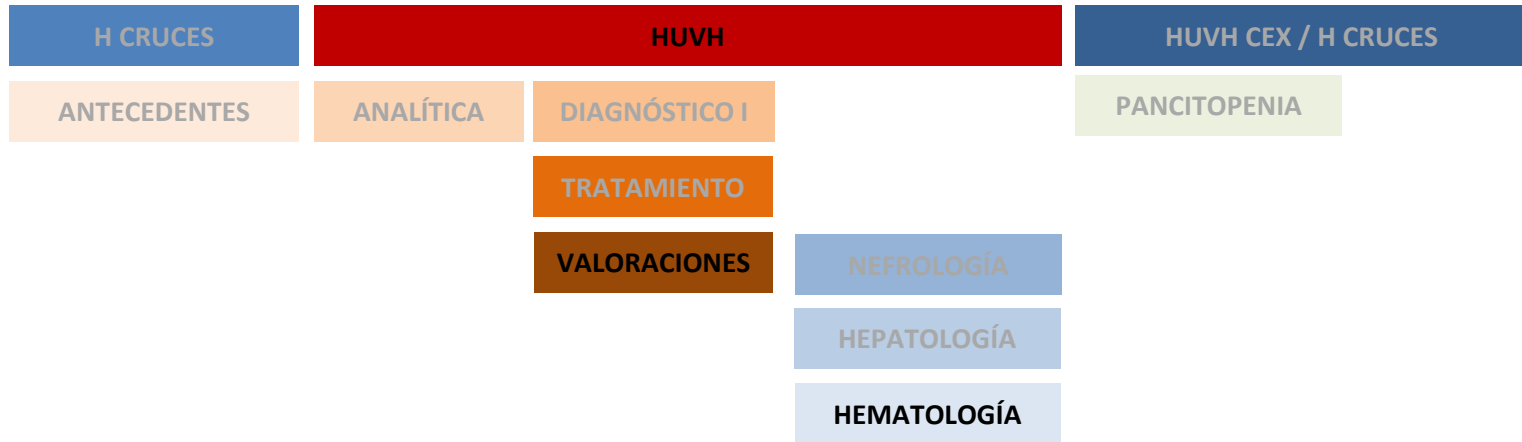 H CRUCES HUVH HUVH CEX / H CRUCES
ANTECEDENTES ANALÍTICA DIAGNÓSTICO I PANCITOPENIA
TRATAMIENTO
VALORACIONES NEFROLOGÍA
HEPATOLOGÍA
HEMATOLOGÍA